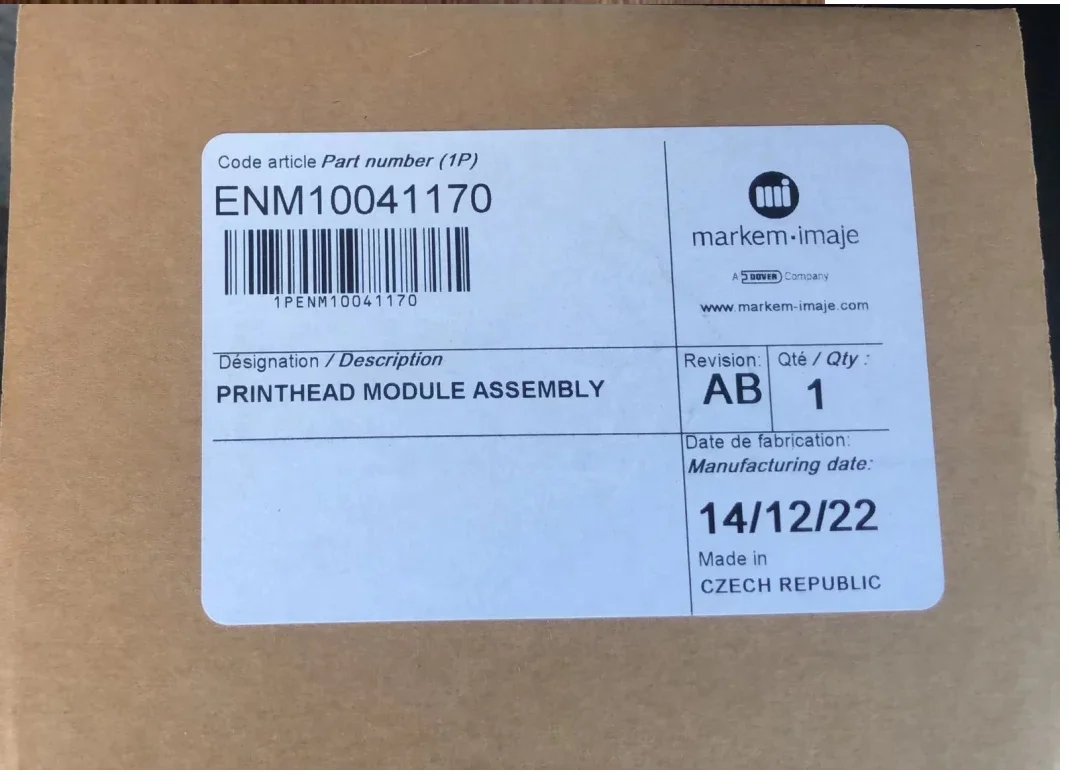 Code article Part number (1P)
ENM10041170
1PENM10041170
mi
markem·imaje
A DOVER Company
www.markem-imaje.com
Désignation / Description
PRINTHEAD MODULE ASSEMBLY
Revision:
AB
Qté / Qty :
1
Date de fabrication:
Manufacturing date:
14/12/22
Made in
CZECH REPUBLIC